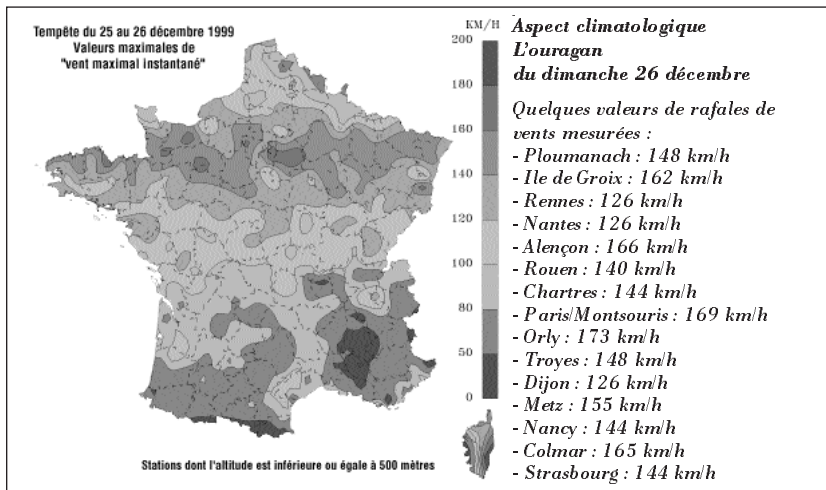 Tempête du 25 au 26 décembre 1999
Valeurs maximales de
"vent maximal instantané"
KM/H
200
180
160
140
120
100
80
50
0
Stations dont l'altitude est inférieure ou égale à 500 mètres
Aspect climatologique
L'ouragan
du dimanche 26 décembre
Quelques valeurs de rafales de
vents mesurées :
- Ploumanach : 148 km/h
- Ile de Groix : 162 km/h
- Rennes : 126 km/h
- Nantes : 126 km/h
- Alençon : 166 km/h
- Rouen : 140 km/h
- Chartres : 144 km/h
- Paris/Montsouris : 169 km/h
- Orly : 173 km/h
- Troyes : 148 km/h
- Dijon : 126 km/h
- Metz : 155 km/h
- Nancy : 144 km/h
- Colmar : 165 km/h
- Strasbourg : 144 km/h